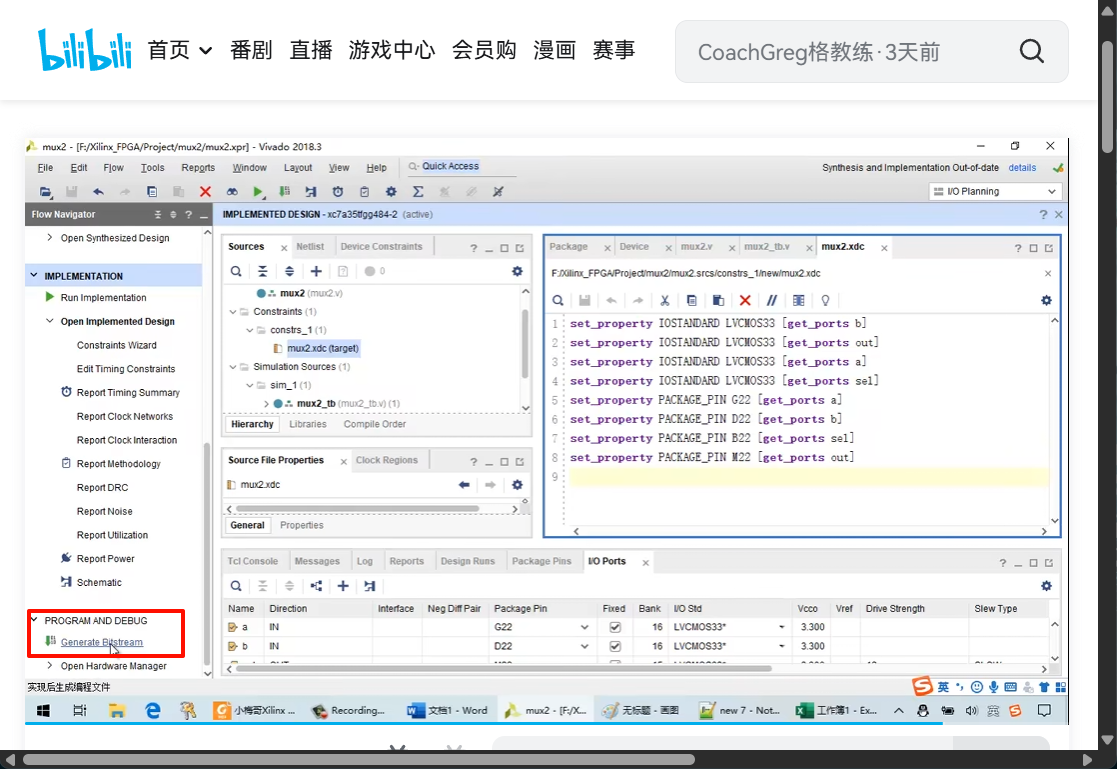 bilibili 首页 番剧 直播 游戏中心 会员购 漫画 赛事 CoachGreg格教练·3天前
mux2 - [F:/Xilinx_FPGA/Project/mux2/mux2.xpr] - Vivado 2018.3
File Edit Flow Tools Reports Window Layout View Help Quick Access Synthesis and Implementation Out-of-date details
0
I/O Planning
Flow Navigator
IMPLEMENTED DESIGN - xc7a35tfgg484-2 (active)
Open Synthesized Design
IMPLEMENTATION
Run Implementation
Open Implemented Design
Constraints Wizard
Edit Timing Constraints
Report Timing Summary
Report Clock Networks
Report Clock Interaction
Report Methodology
Report DRC
Report Noise
Report Utilization
Report Power
Schematic
PROGRAM AND DEBUG
Generate Bitstream
Open Hardware Manager
Sources Netlist Device Constraints
mux2 (mux2.v)
Constraints (1)
constrs_1 (1)
mux2.xdc (target)
Simulation Sources (1)
sim_1 (1)
mux2_tb (mux2_tb.v) (1)
Hierarchy Libraries Compile Order
Source File Properties Clock Regions
mux2.xdc
General Properties
Package Device mux2.v mux2_tb.v mux2.xdc
F:/Xilinx_FPGA/Project/mux2/mux2.srcs/constrs_1/new/mux2.xdc
1 set_property IOSTANDARD LVCMOS33 [get_ports b]
2 set_property IOSTANDARD LVCMOS33 [get_ports out]
3 set_property IOSTANDARD LVCMOS33 [get_ports a]
4 set_property IOSTANDARD LVCMOS33 [get_ports sel]
5 set_property PACKAGE_PIN G22 [get_ports a]
6 set_property PACKAGE_PIN D22 [get_ports b]
7 set_property PACKAGE_PIN B22 [get_ports sel]
8 set_property PACKAGE_PIN M22 [get_ports out]
9
Tcl Console Messages Log Reports Design Runs Package Pins I/O Ports
Name Direction Interface Neg Diff Pair Package Pin Fixed Bank I/O Std Vcco Vref Drive Strength Slew Type
a IN G22 16 LVCMOS33* 3.300
b IN D22 16 LVCMOS33* 3.300
实现后生成编程文件
英
小梅哥Xilinx ... Recording... 文档1 - Word mux2 - [F:/X... 无标题 - 画图 new 7 - Not... 工作簿1 - Ex... 英